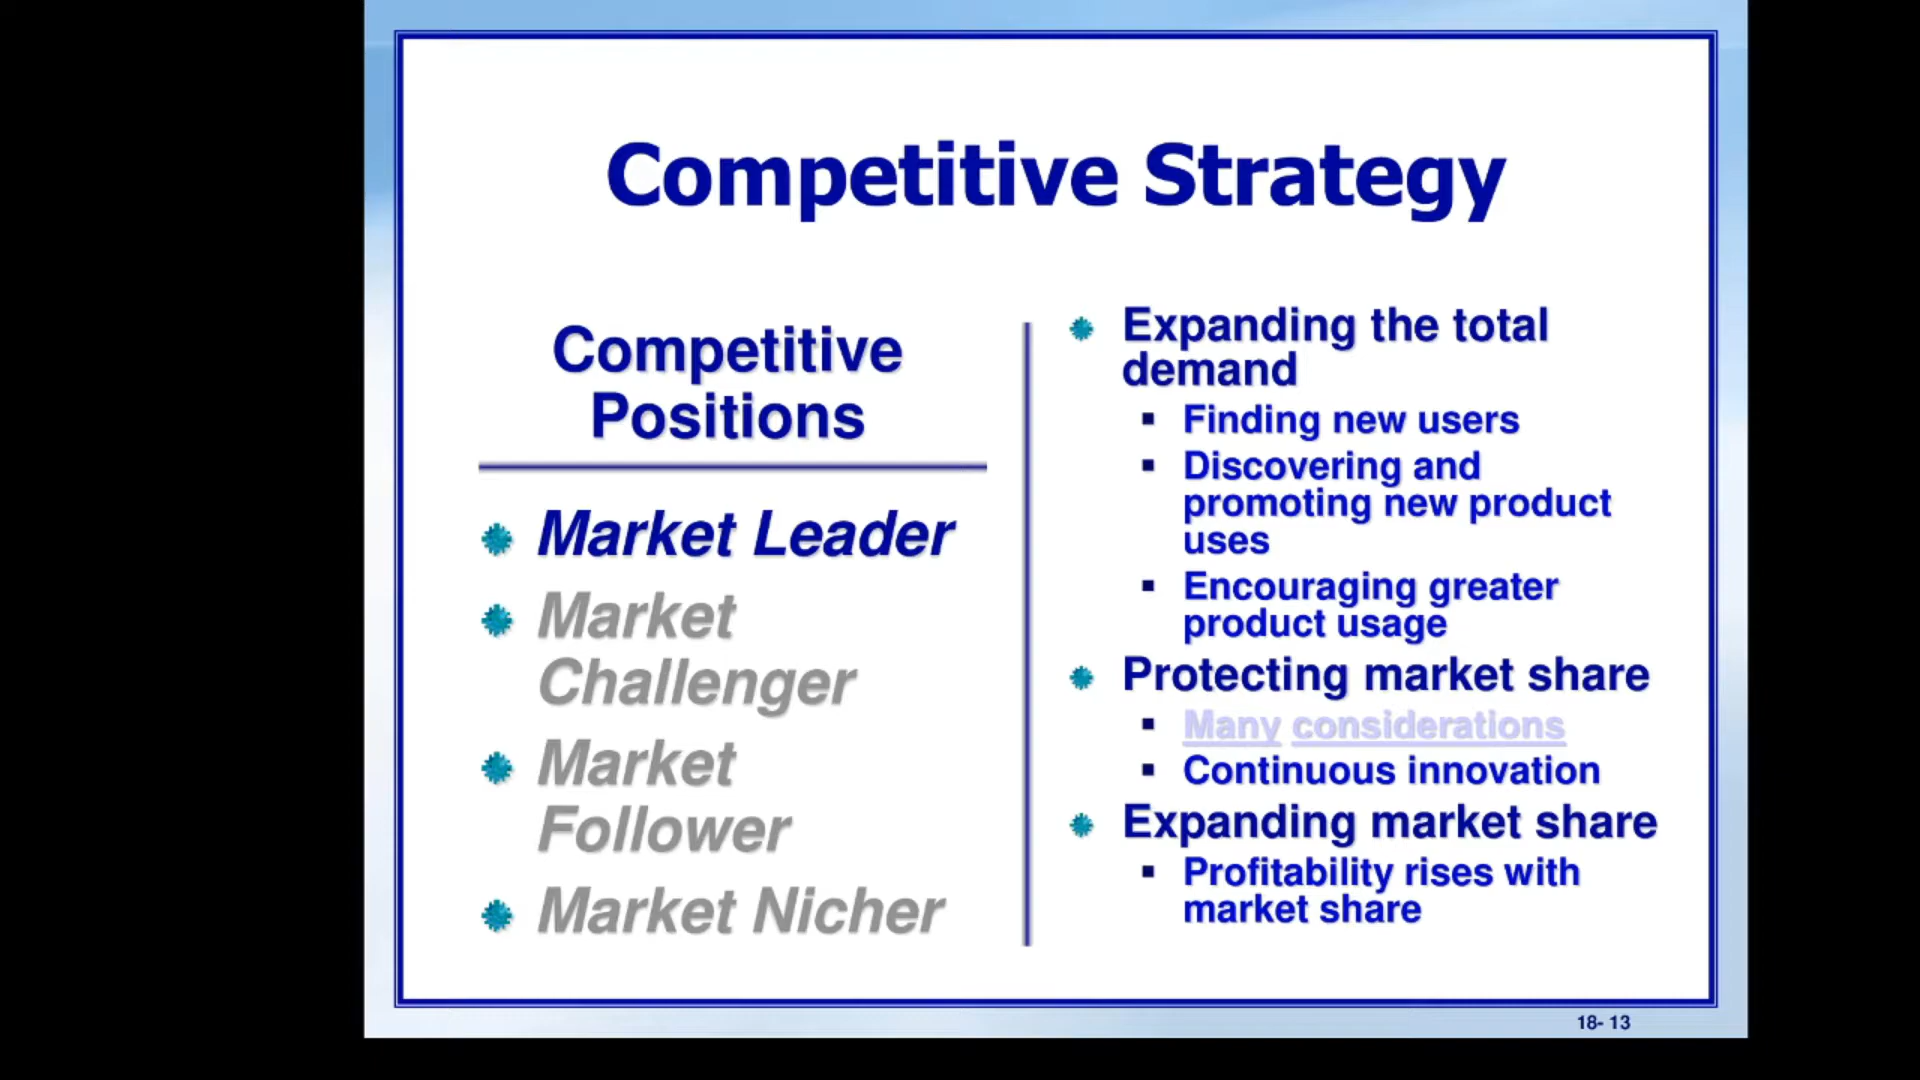 Competitive Strategy
Competitive
Positions
Market Leader
Market
Challenger
Market
Follower
Market Nicher
Expanding the total
demand
Finding new users
Discovering and
promoting new product
uses
Encouraging greater
product usage
Protecting market share
Many considerations
Continuous innovation
Expanding market share
Profitability rises with
market share
18- 13